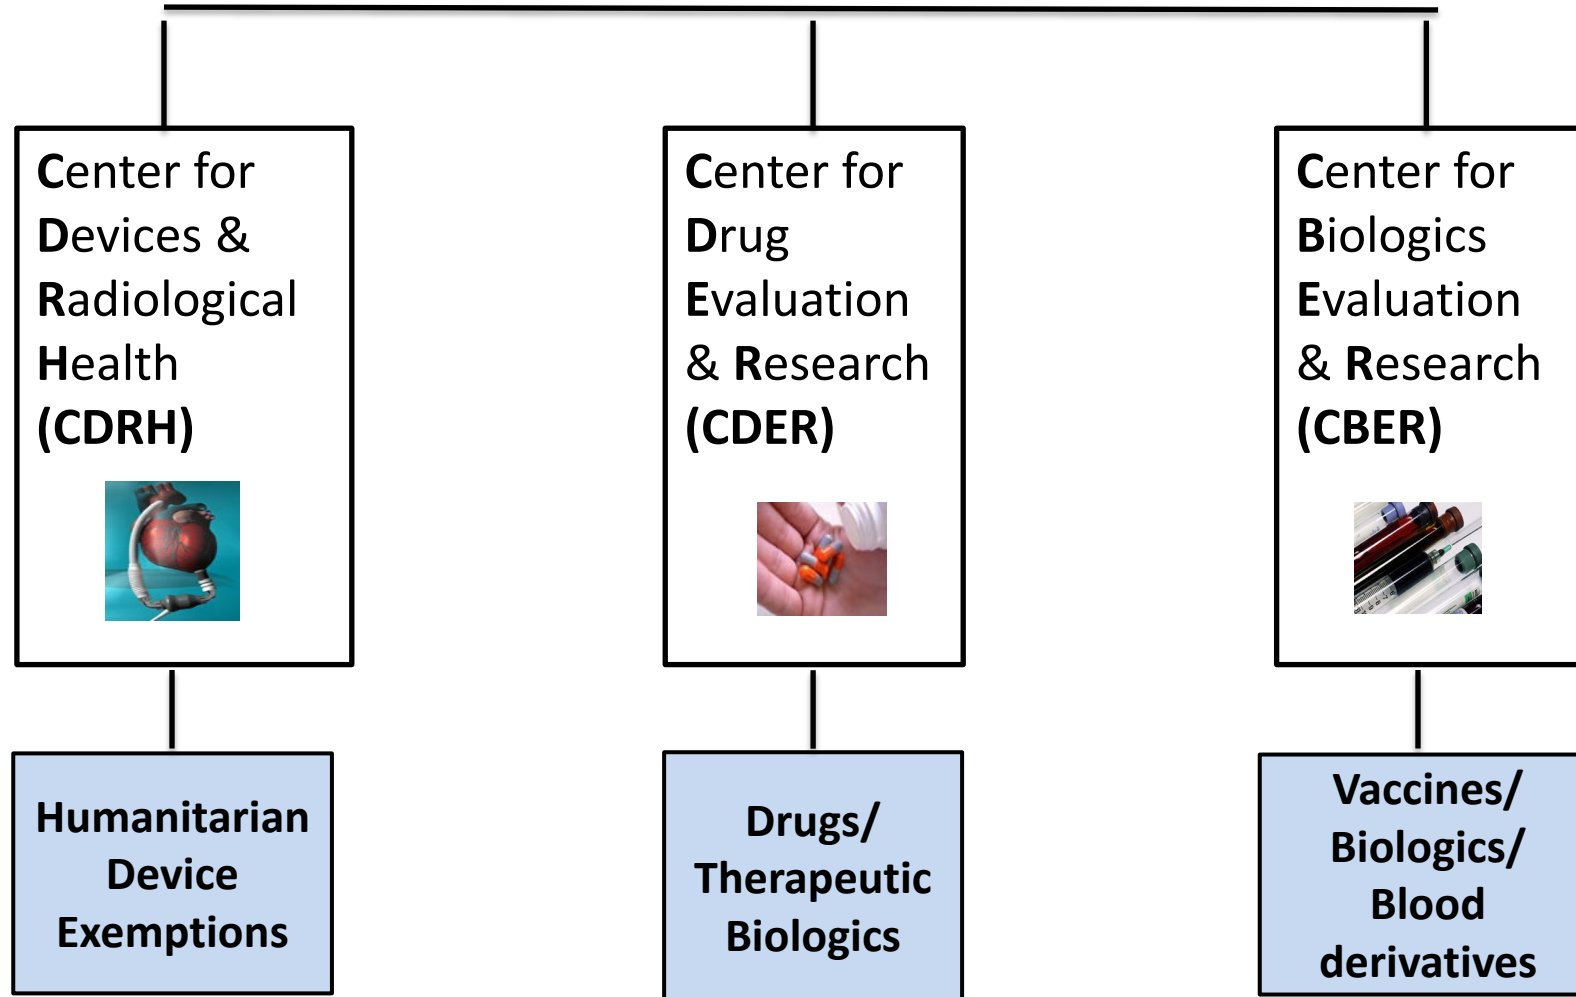 Center for
Devices &
Radiological
Health
(CDRH)
Center for
Drug
Evaluation
& Research
(CDER)
Center for
Biologics
Evaluation
& Research
(CBER)
Humanitarian
Device
Exemptions
Drugs/
Therapeutic
Biologics
Vaccines/
Biologics/
Blood
derivatives